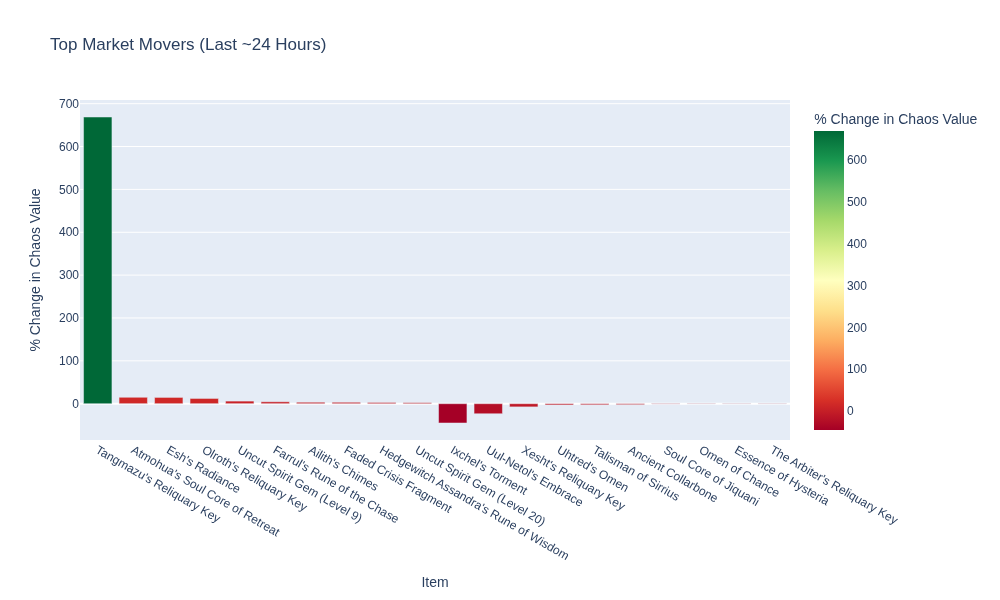 Top Market Movers (Last ~24 Hours)
% Change in Chaos Value
700
600
500
400
300
200
100
0
Tangmazu's Reliquary Key
Atmohua's Soul Core of Retreat
Esh's Radiance
Olroth's Reliquary Key
Uncut Spirit Gem (Level 9)
Farrul's Rune of the Chase
Ailith's Chimes
Faded Crisis Fragment
Hedgewitch Assandra's Rune of Wisdom
Uncut Spirit Gem (Level 20)
Ixchel's Torment
Uul-Netol's Embrace
Xesht's Reliquary Key
Uhtred's Omen
Talisman of Sirrius
Ancient Collarbone
Soul Core of Jiquani
Omen of Chance
Essence of Hysteria
The Arbiter's Reliquary Key
Item
% Change in Chaos Value
600
500
400
300
200
100
0